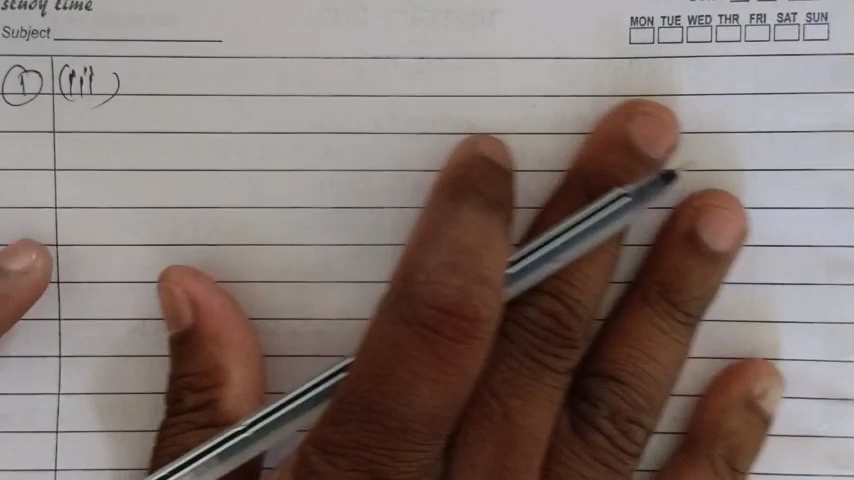 study time
Subject
MON TUE WED THR FRI SAT SUN
① (iii)